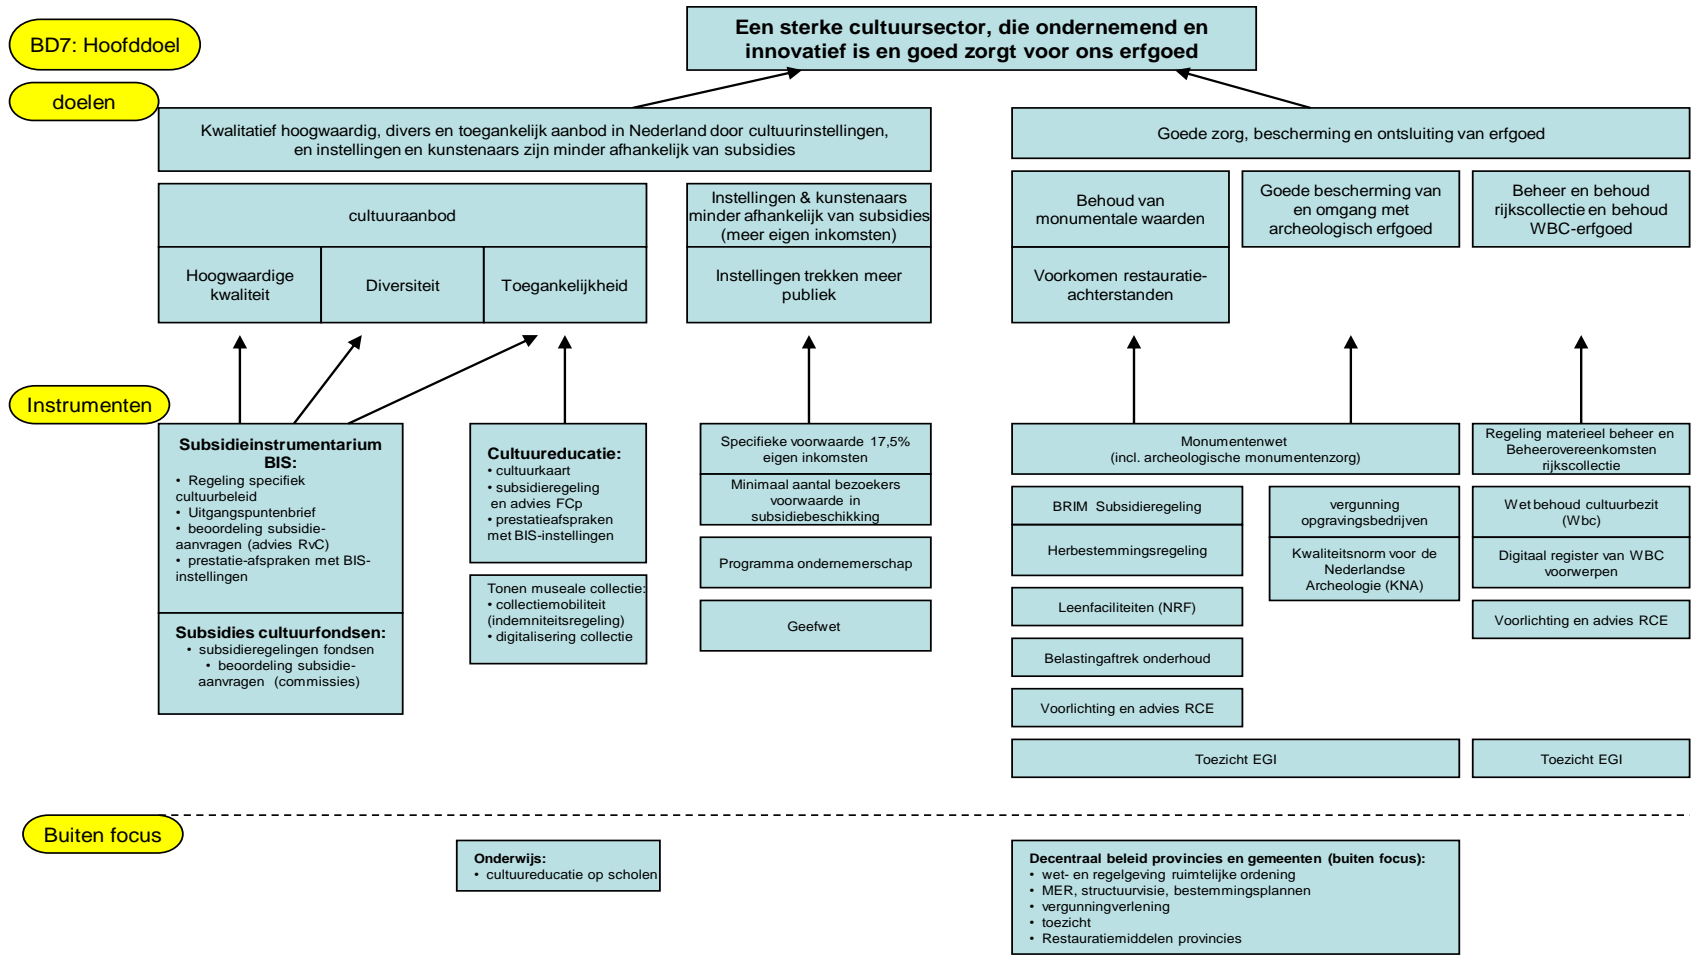 BD7: Hoofddoel
Een sterke cultuursector, die ondernemend en
innovatief is en goed zorgt voor ons erfgoed
doelen
Kwalitatief hoogwaardig, divers en toegankelijk aanbod in Nederland door cultuurinstellingen,
en instellingen en kunstenaars zijn minder afhankelijk van subsidies
Goede zorg, bescherming en ontsluiting van erfgoed
cultuuraanbod
Instellingen & kunstenaars
minder afhankelijk van subsidies
(meer eigen inkomsten)
Behoud van
monumentale waarden
Goede bescherming van
en omgang met
archeologisch erfgoed
Beheer en behoud
rijkscollectie en behoud
WBC-erfgoed
Hoogwaardige
kwaliteit
Diversiteit
Toegankelijkheid
Instellingen trekken meer
publiek
Voorkomen restauratie-
achterstanden
Instrumenten
Subsidieinstrumentarium
BIS:
• Regeling specifiek
cultuurbeleid
• Uitgangspuntenbrief
• beoordeling subsidie-
aanvragen (advies RvC)
• prestatie-afspraken met BIS-
instellingen
Subsidies cultuurfondsen:
• subsidieregelingen fondsen
• beoordeling subsidie-
aanvragen (commissies)
Cultuureducatie:
• cultuurkaart
• subsidieregeling
en advies FCp
• prestatieafspraken
met BIS-instellingen
Tonen museale collectie:
• collectiemobiliteit
(indemniteitsregeling)
• digitalisering collectie
Specifieke voorwaarde 17,5%
eigen inkomsten
Minimaal aantal bezoekers
voorwaarde in
subsidiebeschikking
Programma ondernemerschap
Geefwet
Monumentenwet
(incl. archeologische monumentenzorg)
BRIM Subsidieregeling
Herbestemmingsregeling
Leenfaciliteiten (NRF)
Belastingaftrek onderhoud
Voorlichting en advies RCE
vergunning
opgravingsbedrijven
Kwaliteitsnorm voor de
Nederlandse
Archeologie (KNA)
Toezicht EGI
Regeling materieel beheer en
Beheerovereenkomsten
rijkscollectie
Wet behoud cultuurbezit
(Wbc)
Digitaal register van WBC
voorwerpen
Voorlichting en advies RCE
Toezicht EGI
Buiten focus
Onderwijs:
• cultuureducatie op scholen
Decentraal beleid provincies en gemeenten (buiten focus):
• wet- en regelgeving ruimtelijke ordening
• MER, structuurvisie, bestemmingsplannen
• vergunningverlening
• toezicht
• Restauratiemiddelen provincies